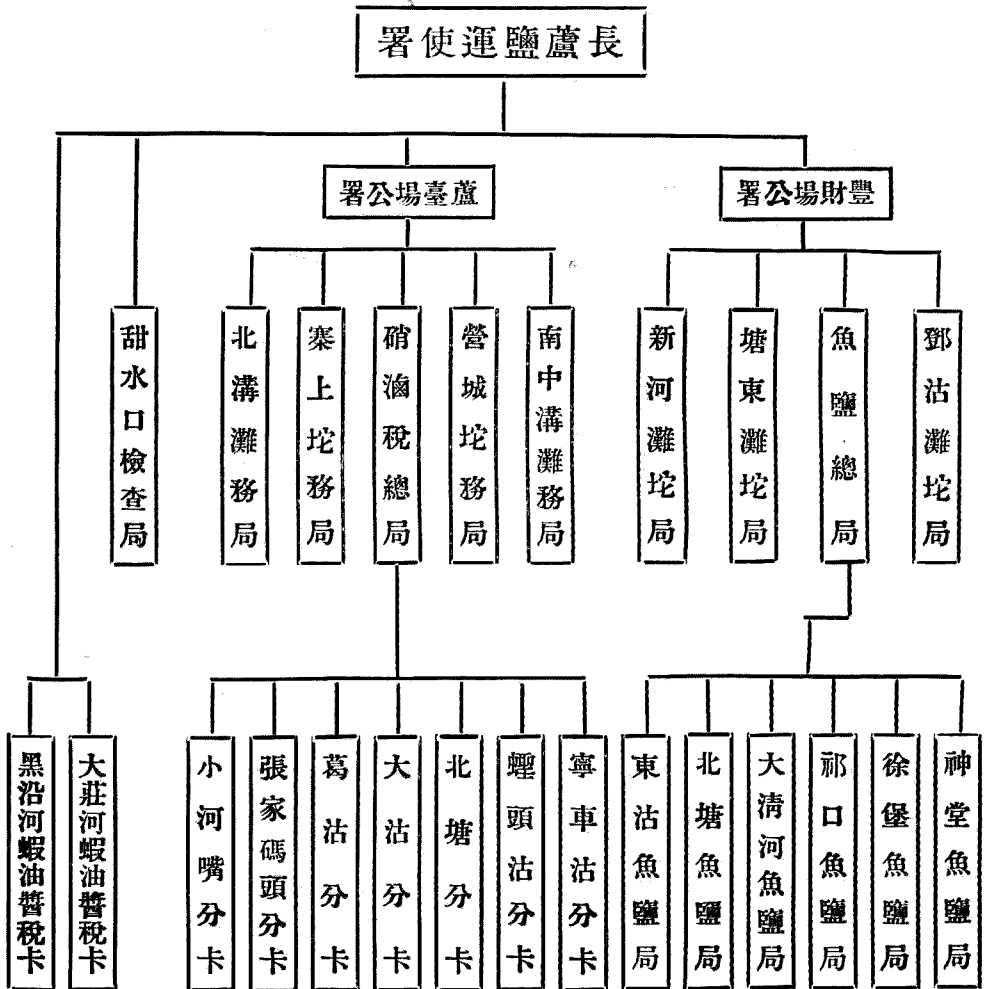 長蘆鹽運使署
豐財場公署
蘆臺場公署
鄧沽灘坨局
魚鹽總局
塘東灘坨局
新河灘坨局
南中溝灘務局
營城坨務局
硝滷稅總局
寨上坨務局
北溝灘務局
甜水口檢查局
神堂魚鹽局
徐堡魚鹽局
祁口魚鹽局
大淸河魚鹽局
北塘魚鹽局
東沽魚鹽局
寧車沽分卡
蟶頭沽分卡
北塘分卡
大沽分卡
葛沽分卡
張家碼頭分卡
小河嘴分卡
大莊河蝦油醬稅卡
黑沿河蝦油醬稅卡